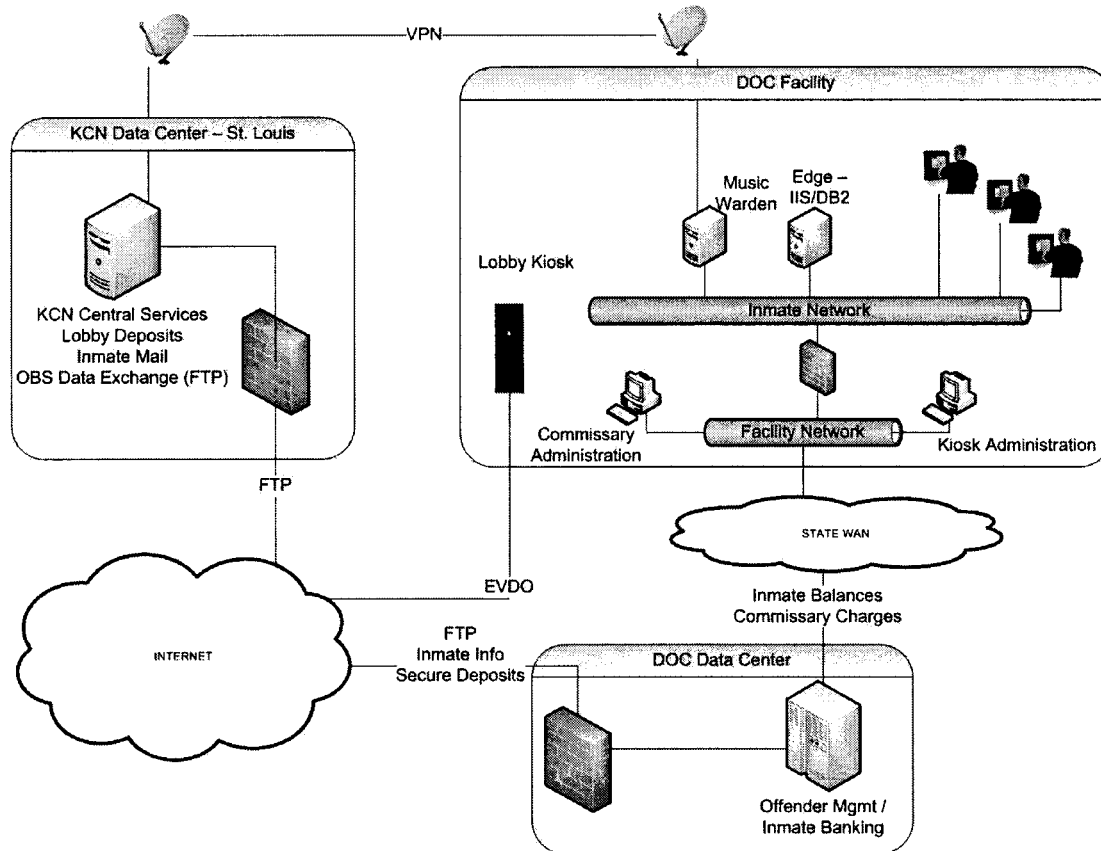 VPN
DOC Facility
KCN Data Center – St. Louis
Music
Warden
Edge –
IIS/DB2
Lobby Kiosk
KCN Central Services
Lobby Deposits
Inmate Mail
OBS Data Exchange (FTP)
Inmate Network
Commissary
Administration
Facility Network
Kiosk Administration
FTP
STATE WAN
EVDO
Inmate Balances
Commissary Charges
INTERNET
FTP
Inmate Info
Secure Deposits
DOC Data Center
Offender Mgmt /
Inmate Banking